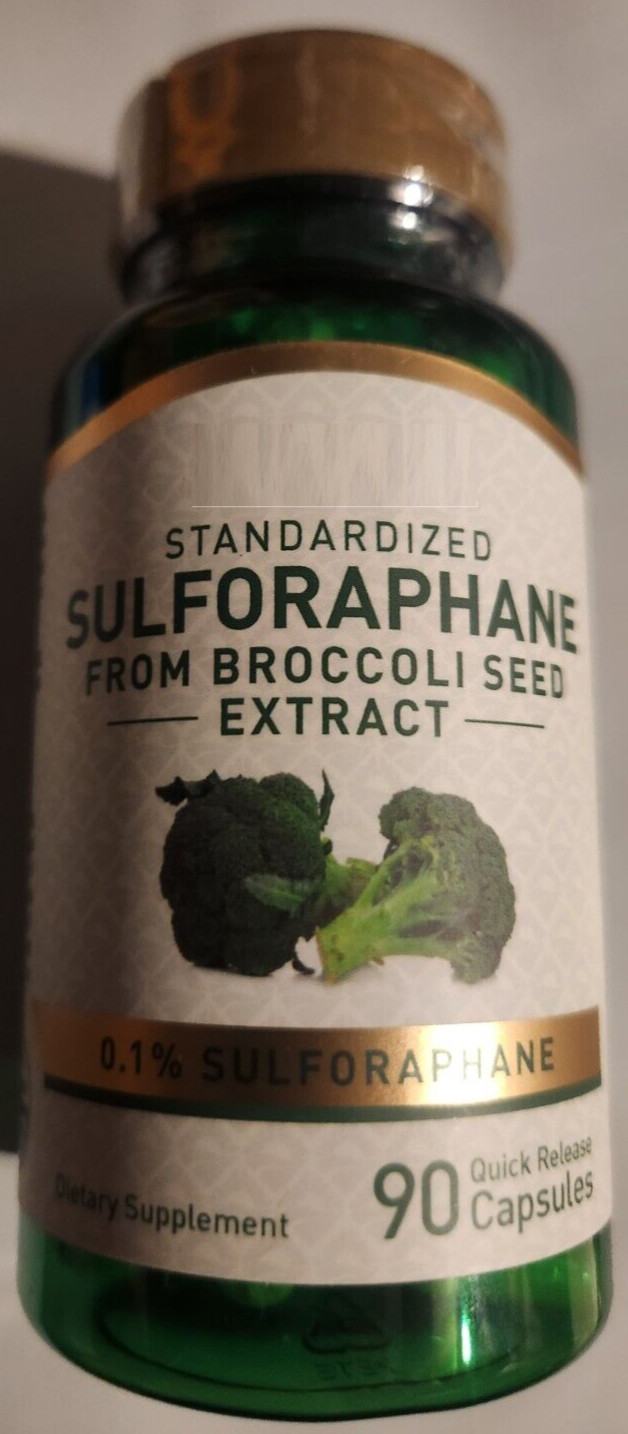 STANDARDIZED
SULFORAPHANE
FROM BROCCOLI SEED
EXTRACT
0.1% SULFORAPHANE
Dietary Supplement
90 Quick Release
Capsules